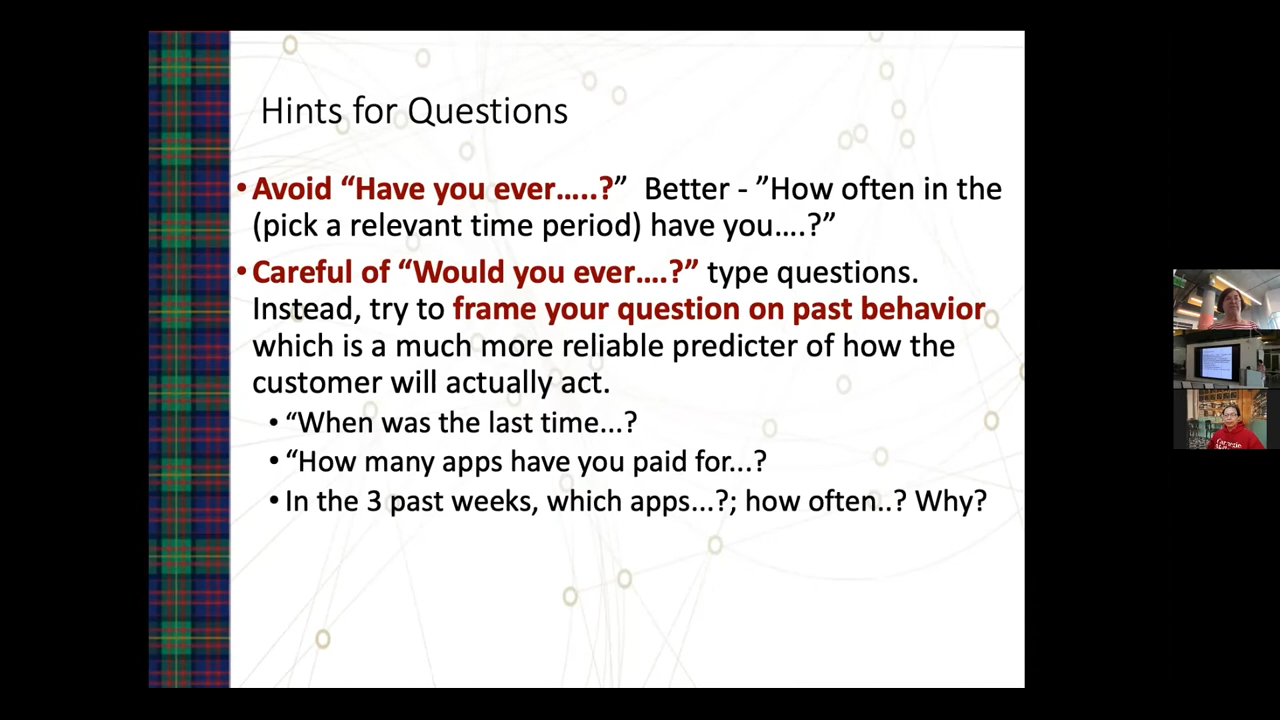 Hints for Questions
• Avoid “Have you ever…..?” Better - ”How often in the
(pick a relevant time period) have you….?”
• Careful of “Would you ever….?” type questions.
Instead, try to frame your question on past behavior
which is a much more reliable predicter of how the
customer will actually act.
• “When was the last time...?
• “How many apps have you paid for...?
• In the 3 past weeks, which apps...?; how often..? Why?